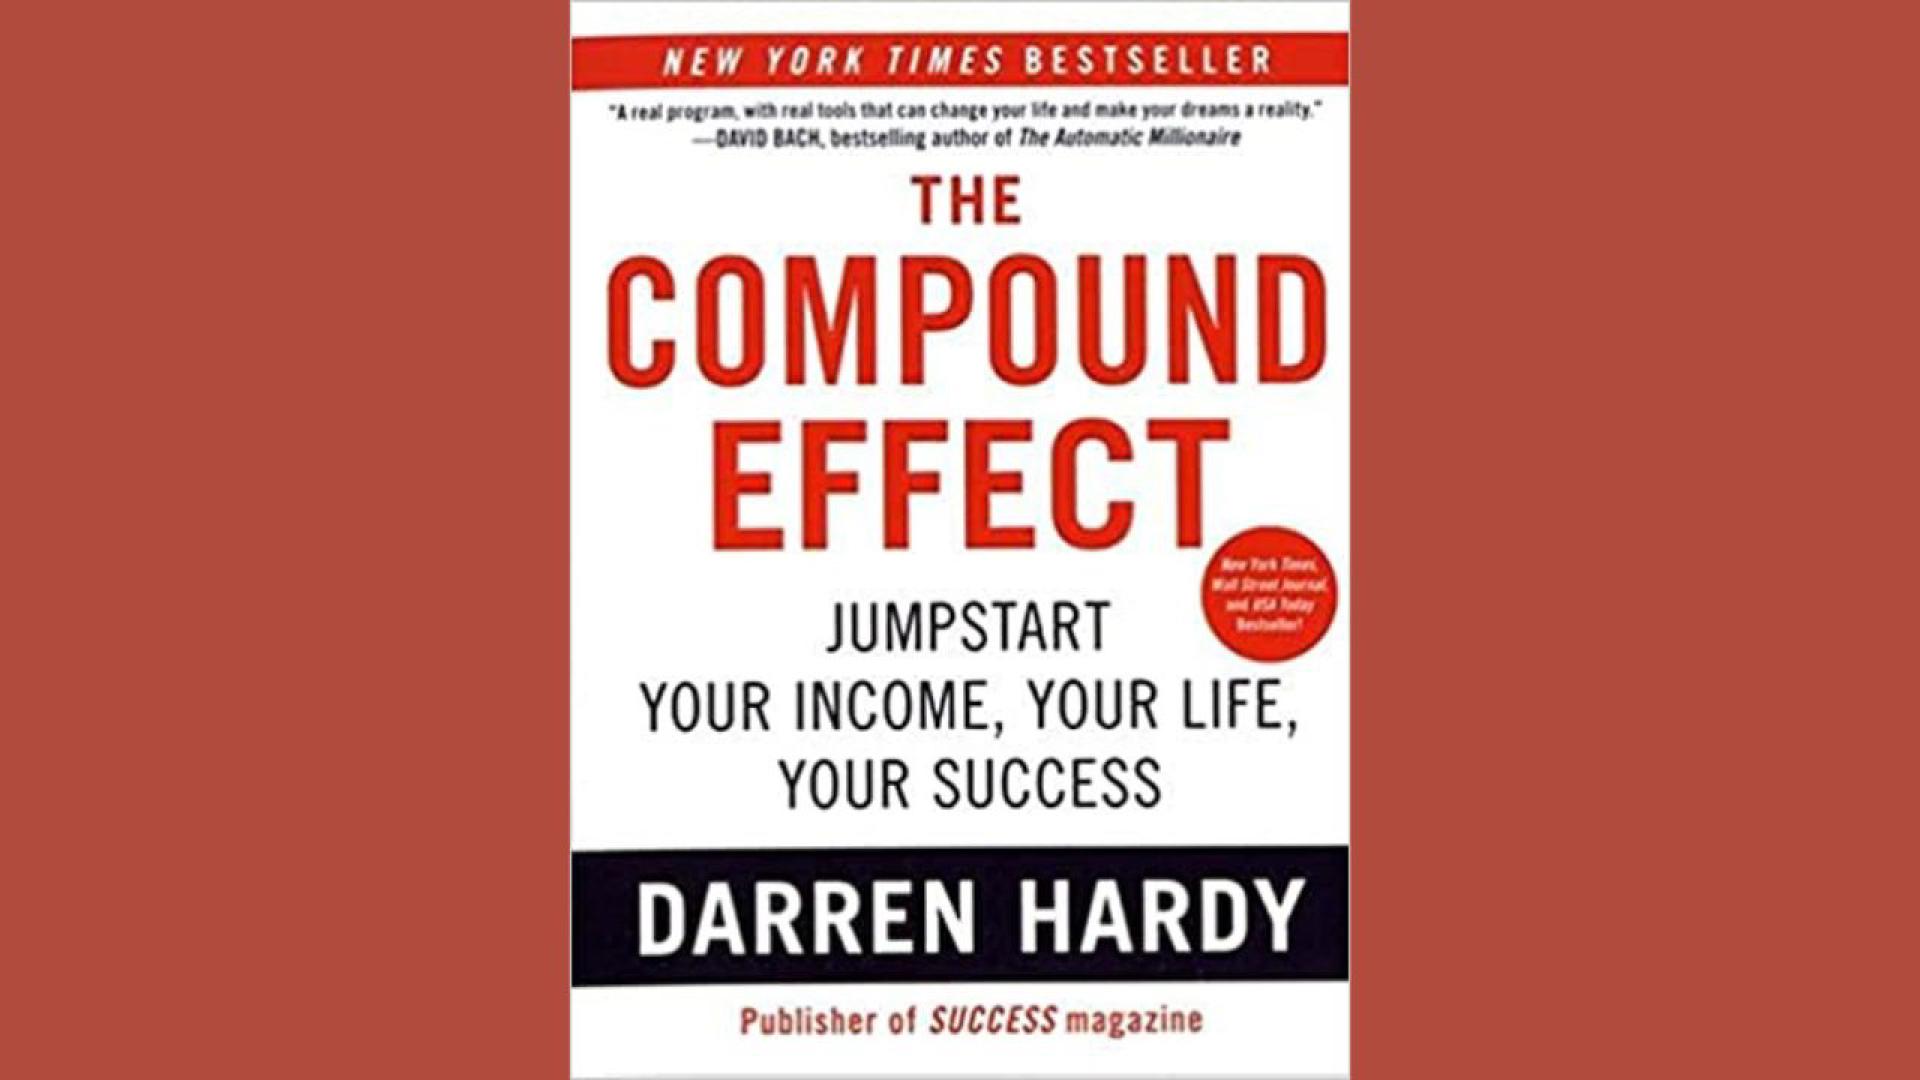 NEW YORK TIMES BESTSELLER
"A real program, with real tools that can change your life and make your dreams a reality."
—DAVID BACH, bestselling author of The Automatic Millionaire
THE
COMPOUND
EFFECT
New York Times,
Wall Street Journal,
and USA Today
Bestseller!
JUMPSTART
YOUR INCOME, YOUR LIFE,
YOUR SUCCESS
DARREN HARDY
Publisher of SUCCESS magazine